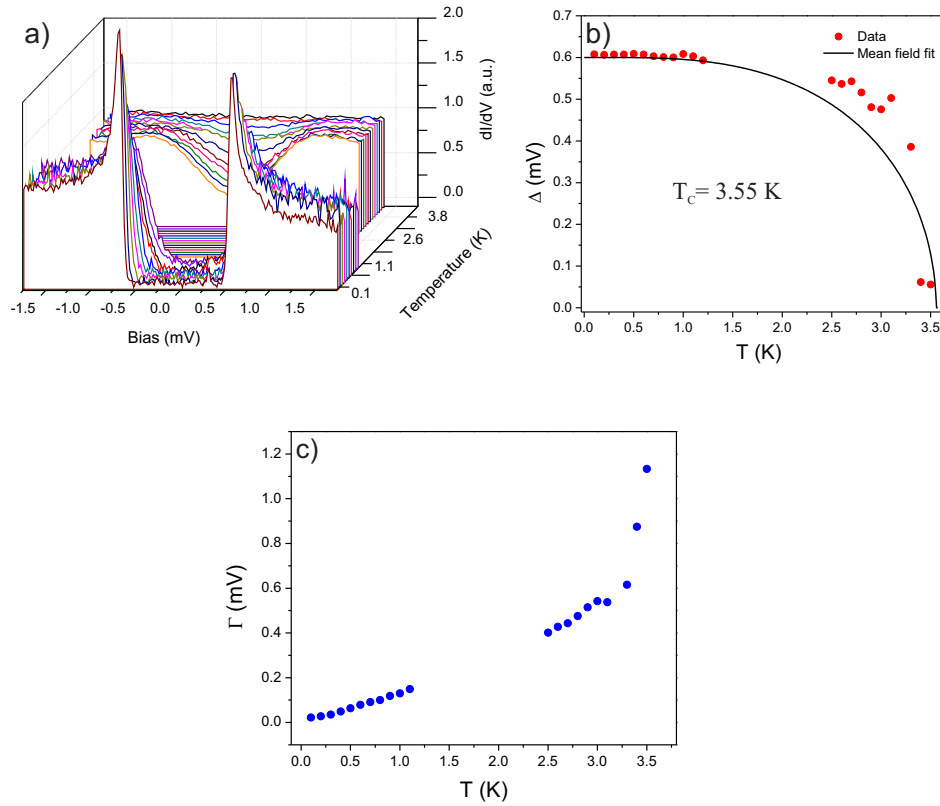 a)
2.0
1.5
1.0
0.5
0.0
dI/dV (a.u.)
3.8
2.6
1.1
0.1
Temperature (K)
-1.5 -1.0 -0.5 0.0 0.5 1.0 1.5
Bias (mV)
b)
Data
Mean field fit
0.7
0.6
0.5
0.4
0.3
0.2
0.1
0.0
Δ (mV)
T_C= 3.55 K
0.0 0.5 1.0 1.5 2.0 2.5 3.0 3.5
T (K)
c)
1.2
1.0
0.8
0.6
0.4
0.2
0.0
Γ (mV)
0.0 0.5 1.0 1.5 2.0 2.5 3.0 3.5
T (K)